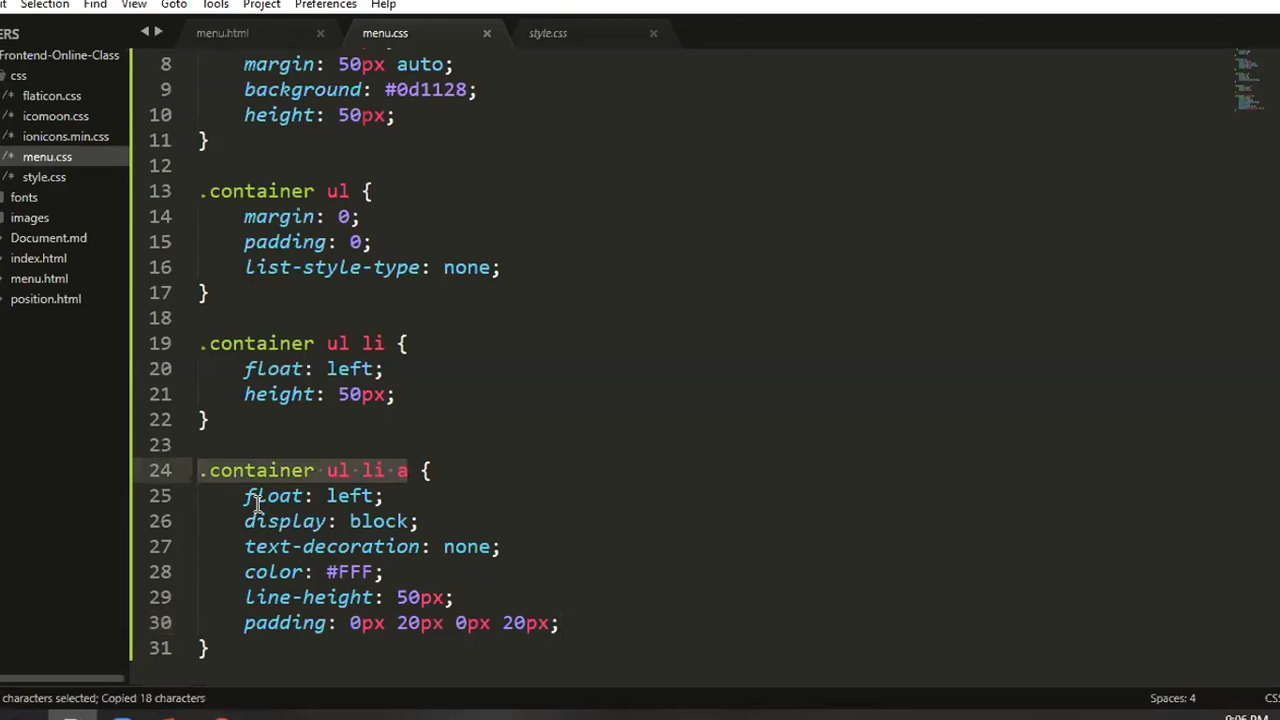 Selection Find View Goto Tools Project Preferences Help
menu.html × menu.css × style.css ×
Frontend-Online-Class
css
/* flaticon.css
/* icomoon.css
/* ionicons.min.css
/* menu.css
/* style.css
fonts
images
Document.md
index.html
menu.html
position.html
8 margin: 50px auto;
9 background: #0d1128;
10 height: 50px;
11 }
12
13 .container ul {
14 margin: 0;
15 padding: 0;
16 list-style-type: none;
17 }
18
19 .container ul li {
20 float: left;
21 height: 50px;
22 }
23
24 .container ul li a {
25 float: left;
26 display: block;
27 text-decoration: none;
28 color: #FFF;
29 line-height: 50px;
30 padding: 0px 20px 0px 20px;
31 }
characters selected; Copied 18 characters Spaces: 4